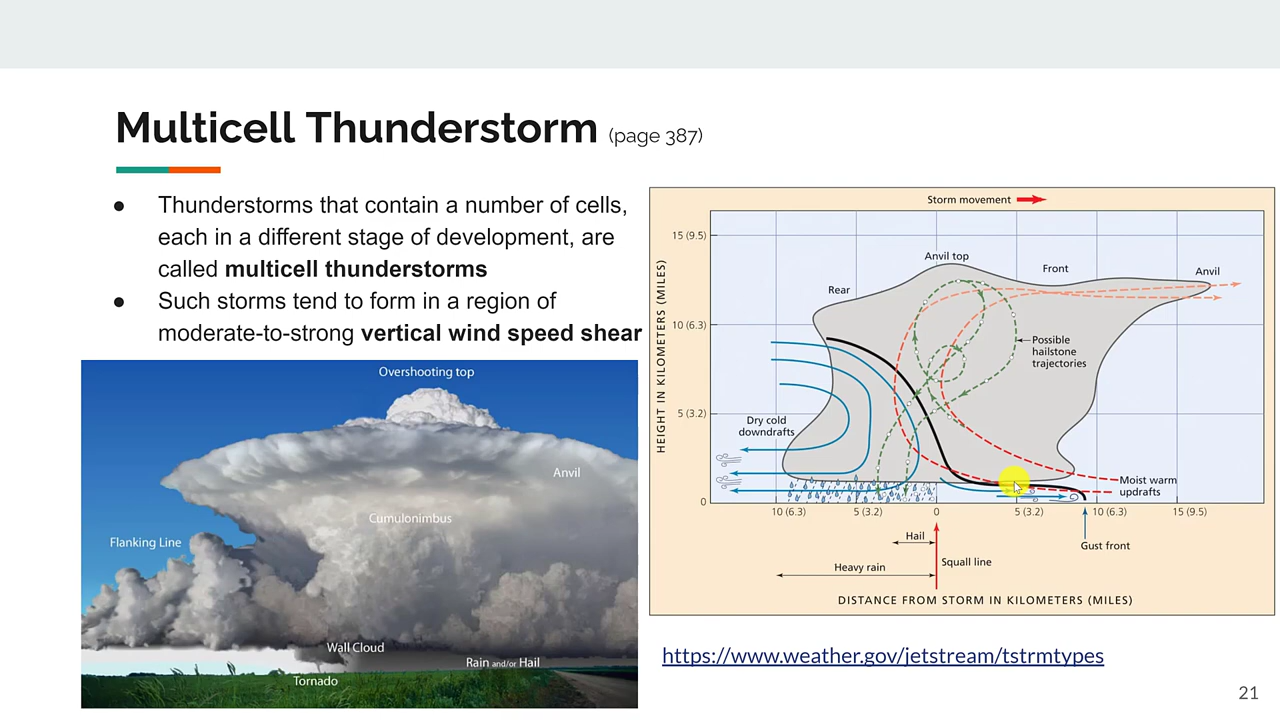 Multicell Thunderstorm (page 387)
● Thunderstorms that contain a number of cells,
each in a different stage of development, are
called multicell thunderstorms
● Such storms tend to form in a region of
moderate-to-strong vertical wind speed shear
Overshooting top
Anvil
Cumulonimbus
Flanking Line
Wall Cloud
Rain and/or Hail
Tornado
Storm movement
HEIGHT IN KILOMETERS (MILES)
15 (9.5)
10 (6.3)
5 (3.2)
0
Anvil top
Front
Anvil
Rear
Possible
hailstone
trajectories
Dry cold
downdrafts
Moist warm
updrafts
10 (6.3) 5 (3.2) 0 5 (3.2) 10 (6.3) 15 (9.5)
Hail
Gust front
Squall line
Heavy rain
DISTANCE FROM STORM IN KILOMETERS (MILES)
https://www.weather.gov/jetstream/tstrmtypes
21